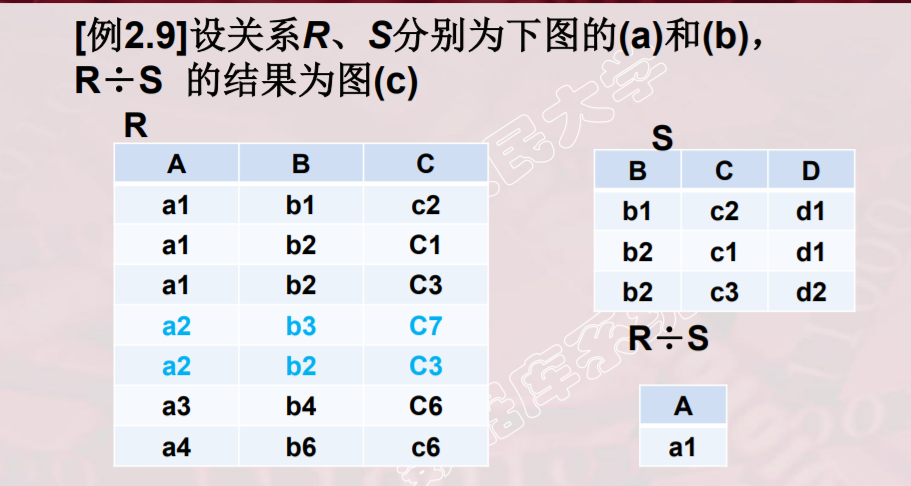 [例2.9]设关系R、S分别为下图的(a)和(b)，
R÷S 的结果为图(c)
R
A B C
a1 b1 c2
a1 b2 C1
a1 b2 C3
a2 b3 C7
a2 b2 C3
a3 b4 C6
a4 b6 c6
S
B C D
b1 c2 d1
b2 c1 d1
b2 c3 d2
R÷S
A
a1